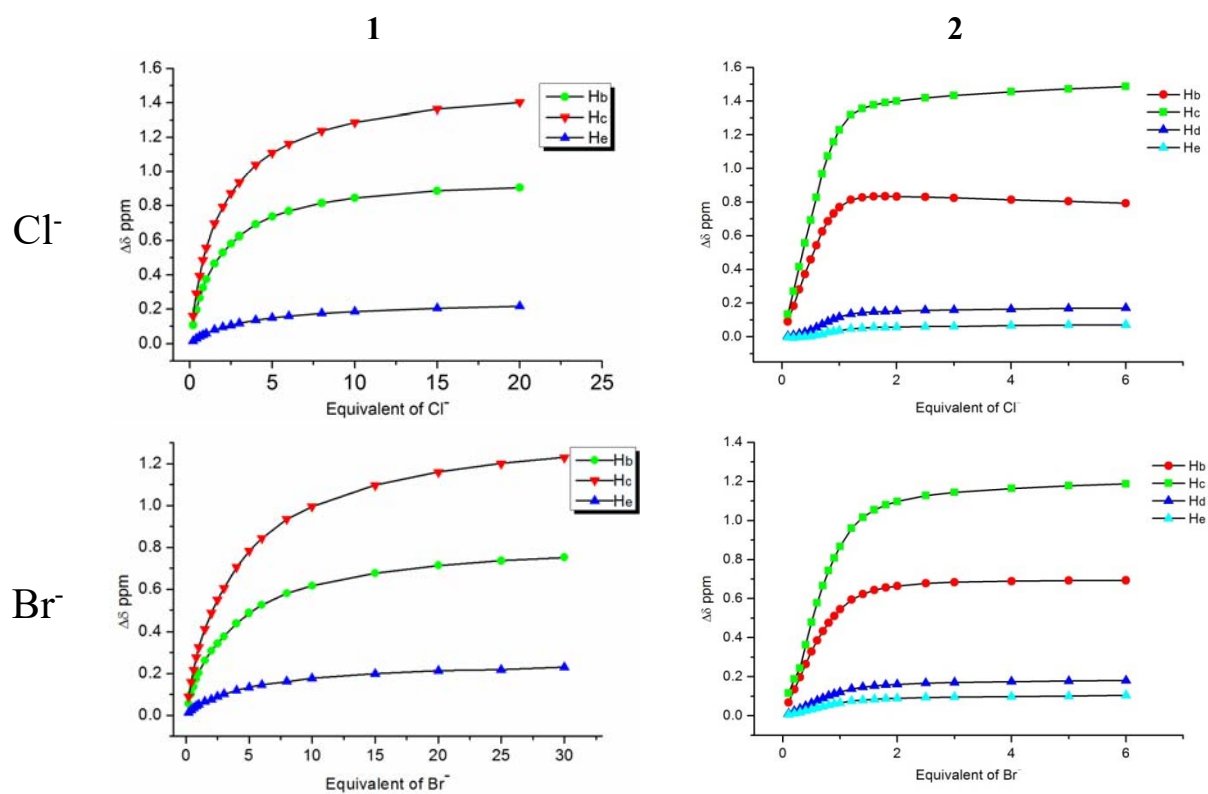 1
2
Cl-
Br-
1.6
1.4
1.2
1.0
0.8
0.6
0.4
0.2
0.0
Δδ ppm
0
5
10
15
20
25
Equivalent of Cl-
Hb
Hc
He
1.6
1.4
1.2
1.0
0.8
0.6
0.4
0.2
0.0
Δδ ppm
0
2
4
6
Equivalent of Cl-
Hb
Hc
Hd
He
1.2
1.0
0.8
0.6
0.4
0.2
0.0
Δδ ppm
0
5
10
15
20
25
30
Equivalent of Br-
Hb
Hc
He
1.4
1.2
1.0
0.8
0.6
0.4
0.2
0.0
Δδ ppm
0
2
4
6
Equivalent of Br-
Hb
Hc
Hd
He